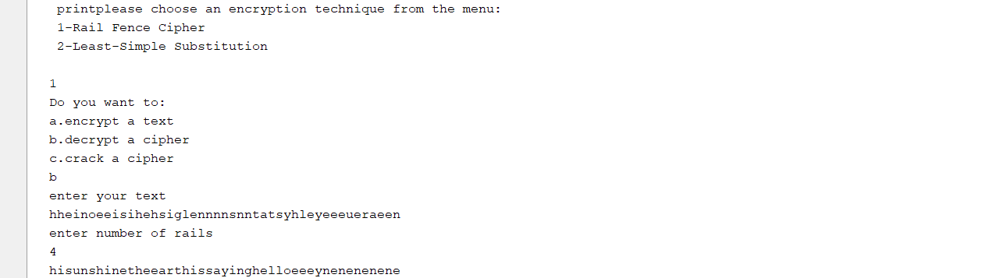 printplease choose an encryption technique from the menu:
1-Rail Fence Cipher
2-Least-Simple Substitution
1
Do you want to:
a.encrypt a text
b.decrypt a cipher
c.crack a cipher
b
enter your text
hheinoeeisihehsiglennnnsnntatsyhleyeeeueraeen
enter number of rails
4
hisunshinetheearthissayinghelloeeeynenenenene